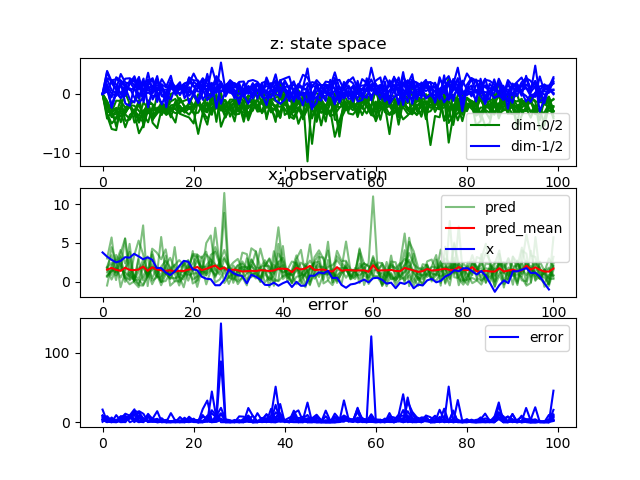 z: state space
0
−10
dim-0/2
dim-1/2
0 20 40 60 80 100
x: observation
10
5
0
pred
pred_mean
x
0 20 40 60 80 100
error
100
0
error
0 20 40 60 80 100